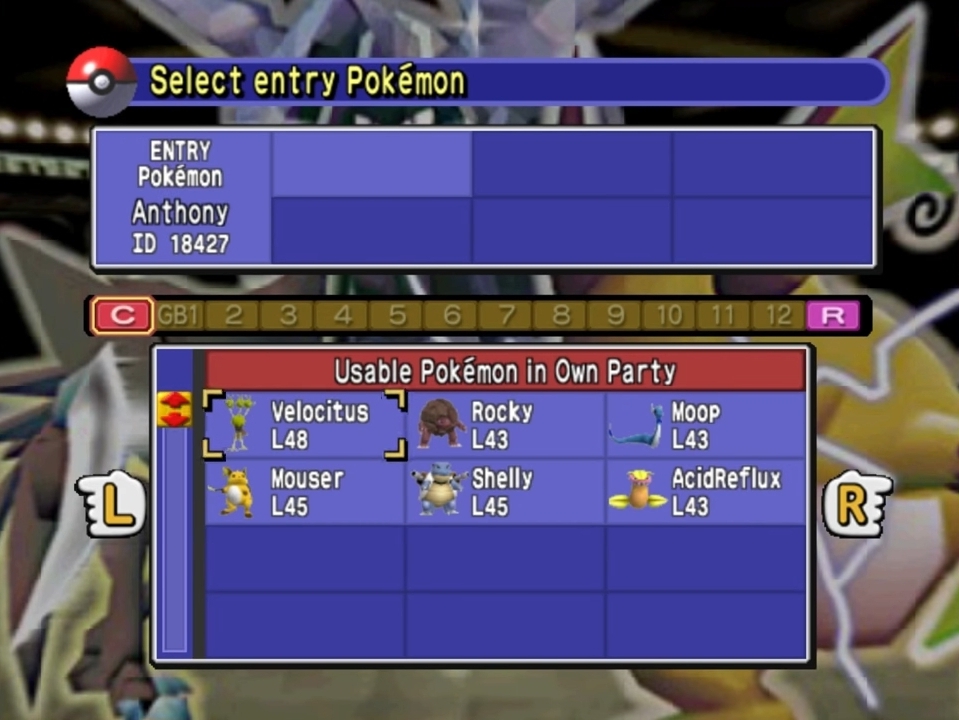 Select entry Pokémon
ENTRY
Pokémon
Anthony
ID 18427
C GB1 2 3 4 5 6 7 8 9 10 11 12 R
Usable Pokémon in Own Party
Velocitus
L48
Rocky
L43
Moop
L43
Mouser
L45
Shelly
L45
AcidReflux
L43
L
R